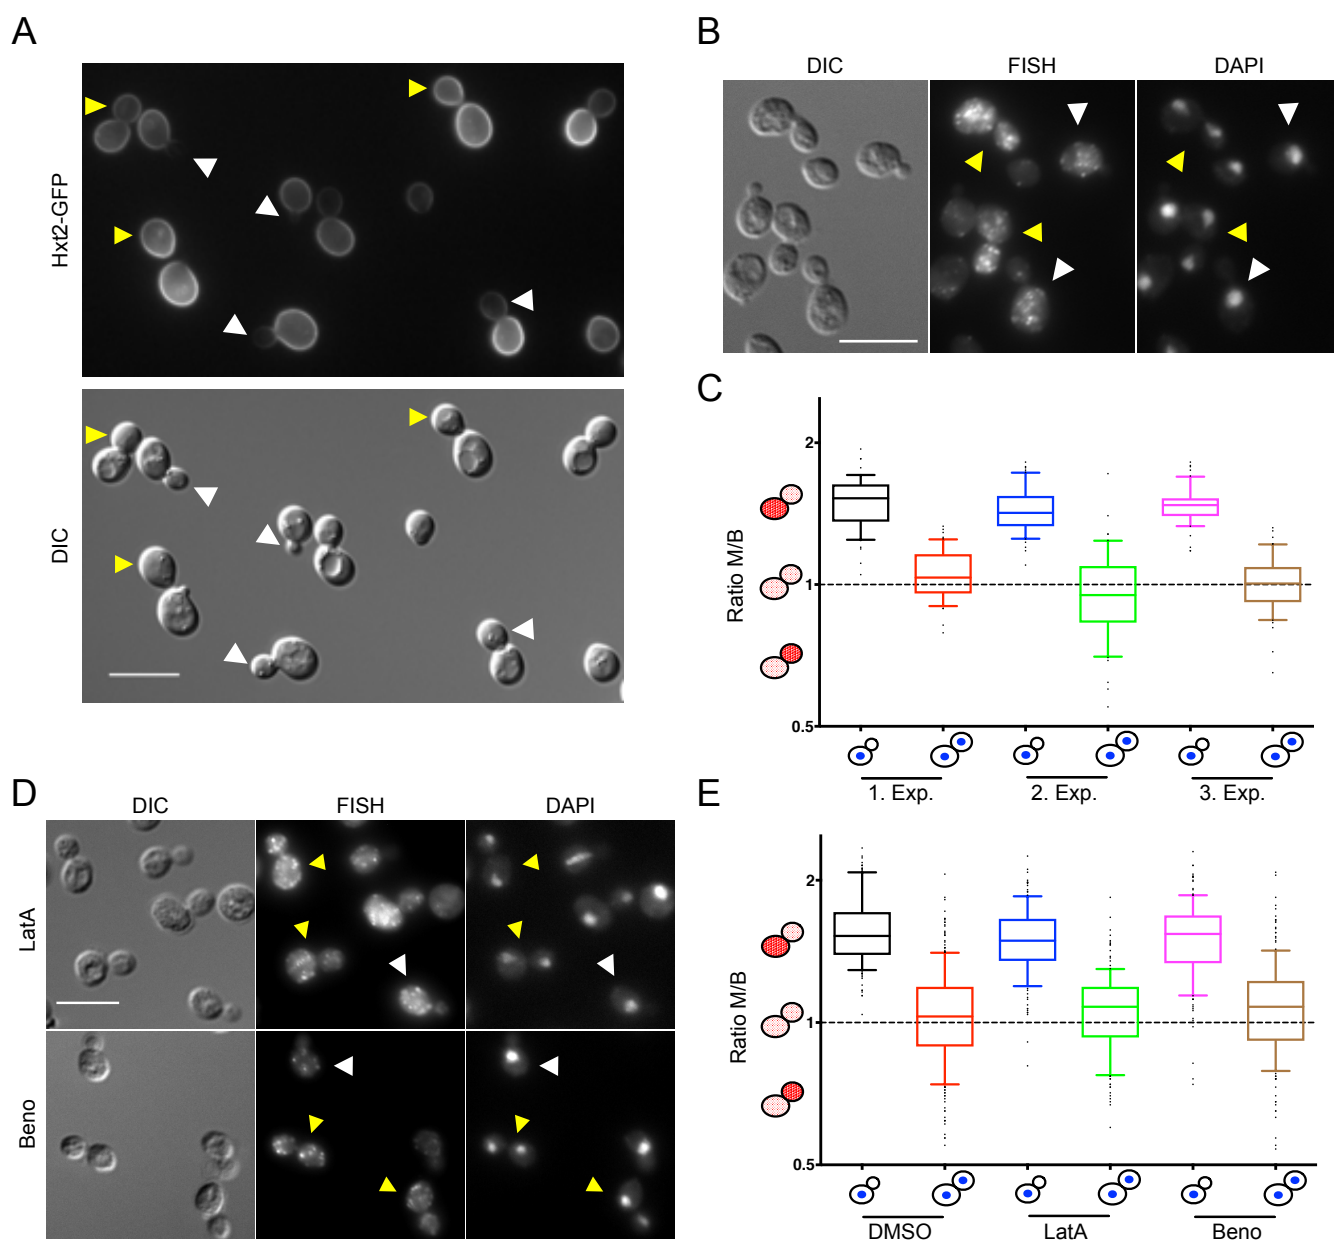 A
Hxt2-GFP
DIC
B
DIC FISH DAPI
C
Ratio M/B
2
1
0.5
1. Exp. 2. Exp. 3. Exp.
D
DIC FISH DAPI
LatA
Beno
E
Ratio M/B
2
1
0.5
DMSO LatA Beno